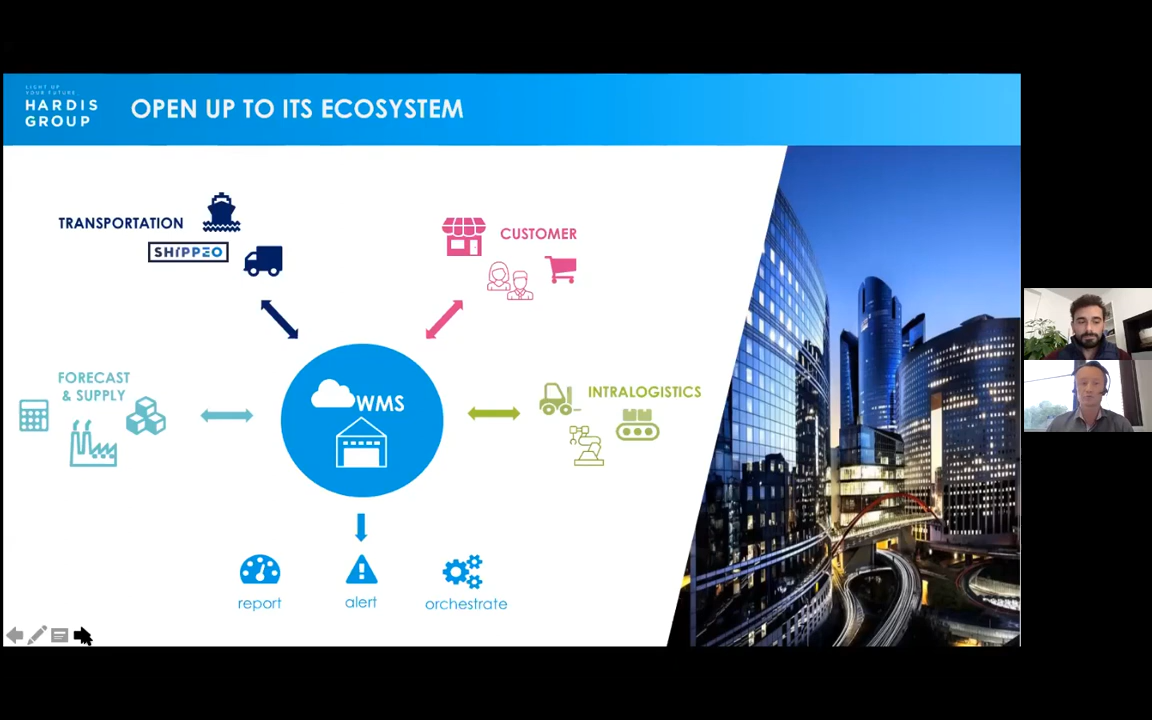 LIGHT UP
YOUR FUTURE
HARDIS
GROUP
OPEN UP TO ITS ECOSYSTEM
TRANSPORTATION
SHIPPEO
CUSTOMER
FORECAST
& SUPPLY
WMS
INTRALOGISTICS
report
alert
orchestrate